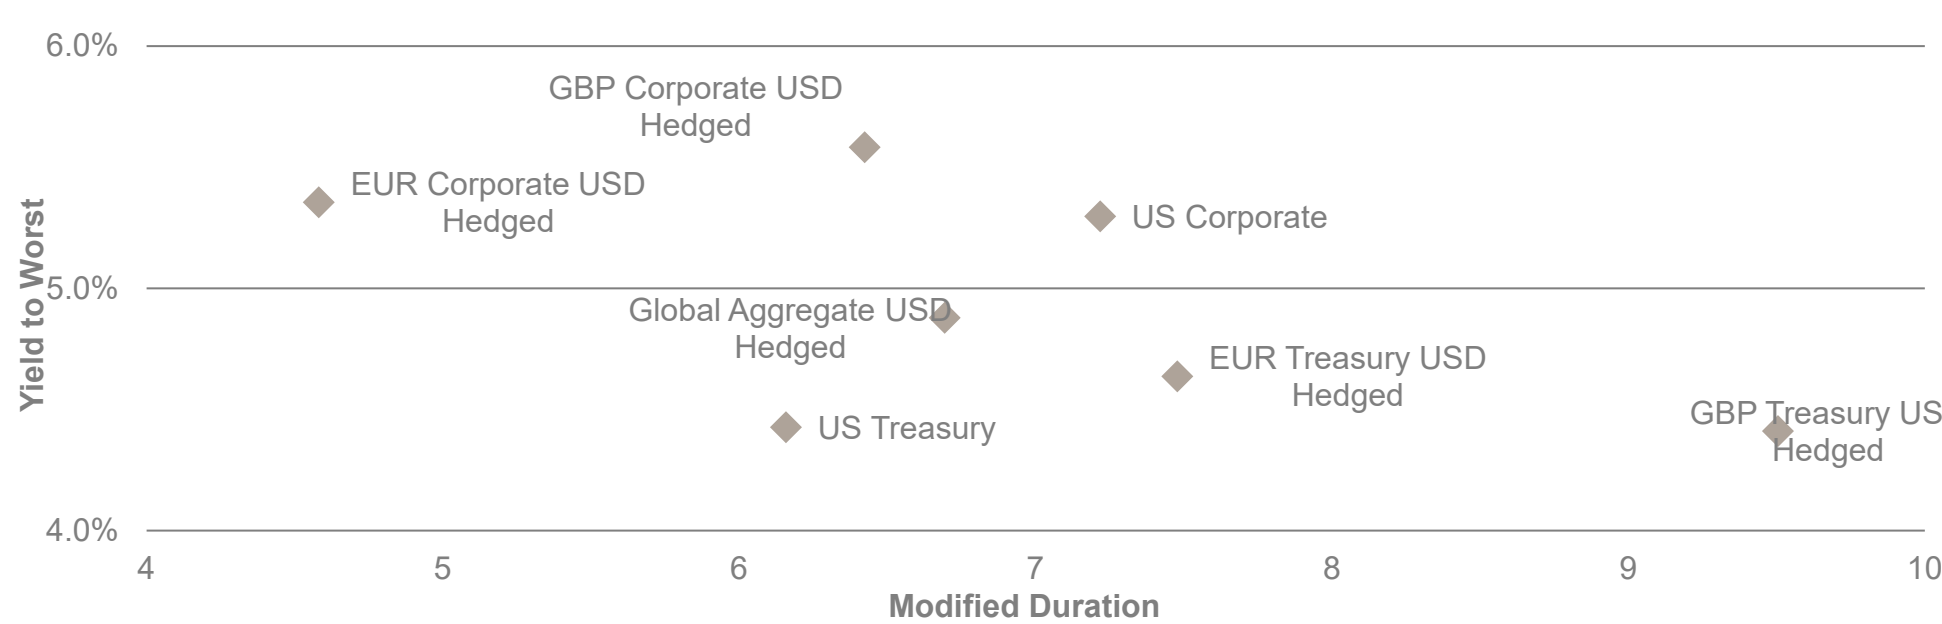 6.0%
GBP Corporate USD
Hedged
EUR Corporate USD
Hedged
US Corporate
Yield to Worst
5.0%
Global Aggregate USD
Hedged
EUR Treasury USD
Hedged
GBP Treasury US
Hedged
US Treasury
4.0%
4 5 6 7 8 9 10
Modified Duration